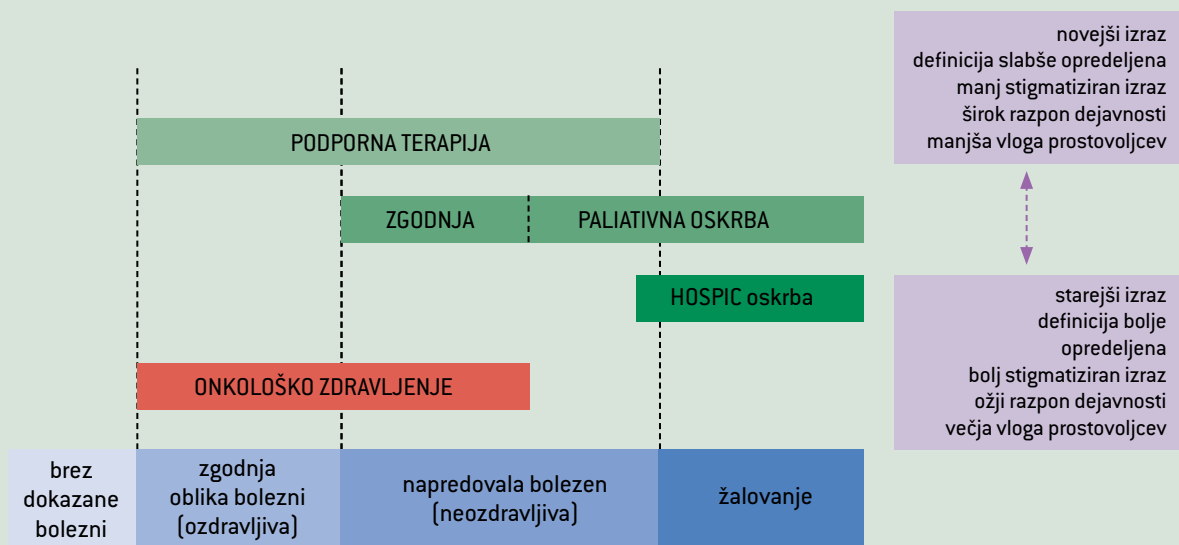 novejši izraz
definicija slabše opredeljena
manj stigmatiziran izraz
širok razpon dejavnosti
manjša vloga prostovoljcev
PODPORNA TERAPIJA
ZGODNJA
PALIATIVNA OSKRBA
HOSPIC oskrba
starejši izraz
definicija bolje
opredeljena
bolj stigmatiziran izraz
ožji razpon dejavnosti
večja vloga prostovoljcev
ONKOLOŠKO ZDRAVLJENJE
brez
dokazane
bolezni
zgodnja
oblika bolezni
(ozdravljiva)
napredovala bolezen
(neozdravljiva)
žalovanje